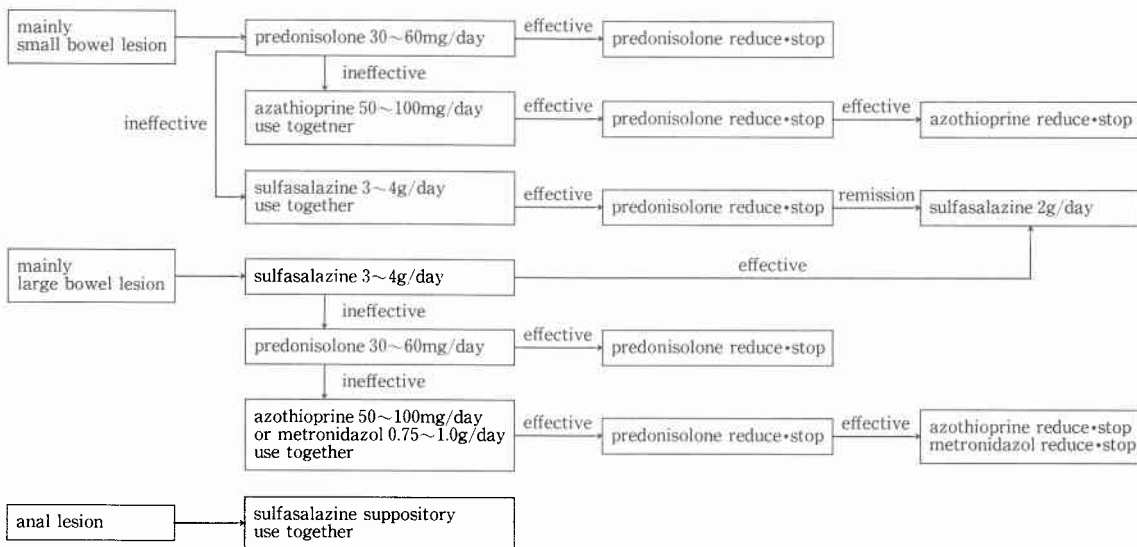 mainly
small bowel lesion
predonisolone 30~60mg/day
effective
predonisolone reduce•stop
ineffective
ineffective
azathioprine 50~100mg/day
use togetner
effective
predonisolone reduce•stop
effective
azothioprine reduce•stop
sulfasalazine 3~4g/day
use together
effective
predonisolone reduce•stop
remission
sulfasalazine 2g/day
mainly
large bowel lesion
sulfasalazine 3~4g/day
effective
ineffective
predonisolone 30~60mg/day
effective
predonisolone reduce•stop
ineffective
azothioprine 50~100mg/day
or metronidazol 0.75~1.0g/day
use together
effective
predonisolone reduce•stop
effective
azothioprine reduce•stop
metronidazol reduce•stop
anal lesion
sulfasalazine suppository
use together